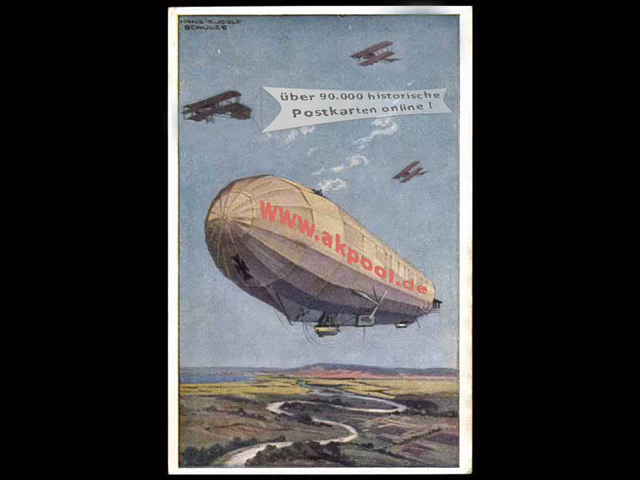 HANS RUDOLF
SCHULZE
über 90.000 historische
Postkarten online !
www.akpool.de